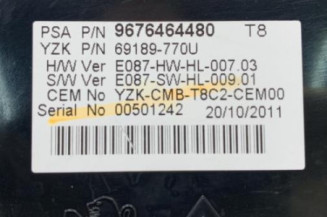 PSA P/N 9676464480 T8
YZK P/N 69189-770U
H/W Ver E087-HW-HL-007.03
S/W Ver E087-SW-HL-009.01
CEM No YZK-CMB-T8C2-CEM00
Serial No 00501242 20/10/2011